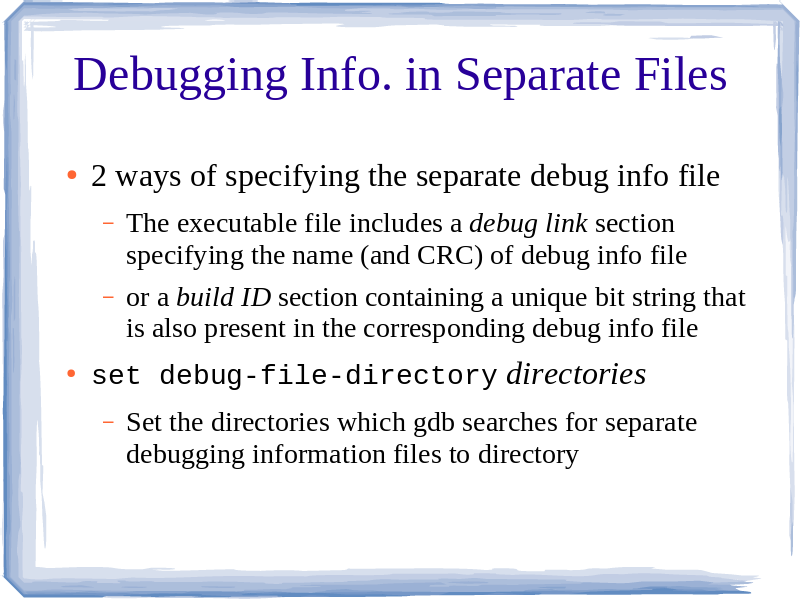 Debugging Info. in Separate Files
• 2 ways of specifying the separate debug info file
– The executable file includes a debug link section
specifying the name (and CRC) of debug info file
– or a build ID section containing a unique bit string that
is also present in the corresponding debug info file
• set debug-file-directory directories
– Set the directories which gdb searches for separate
debugging information files to directory